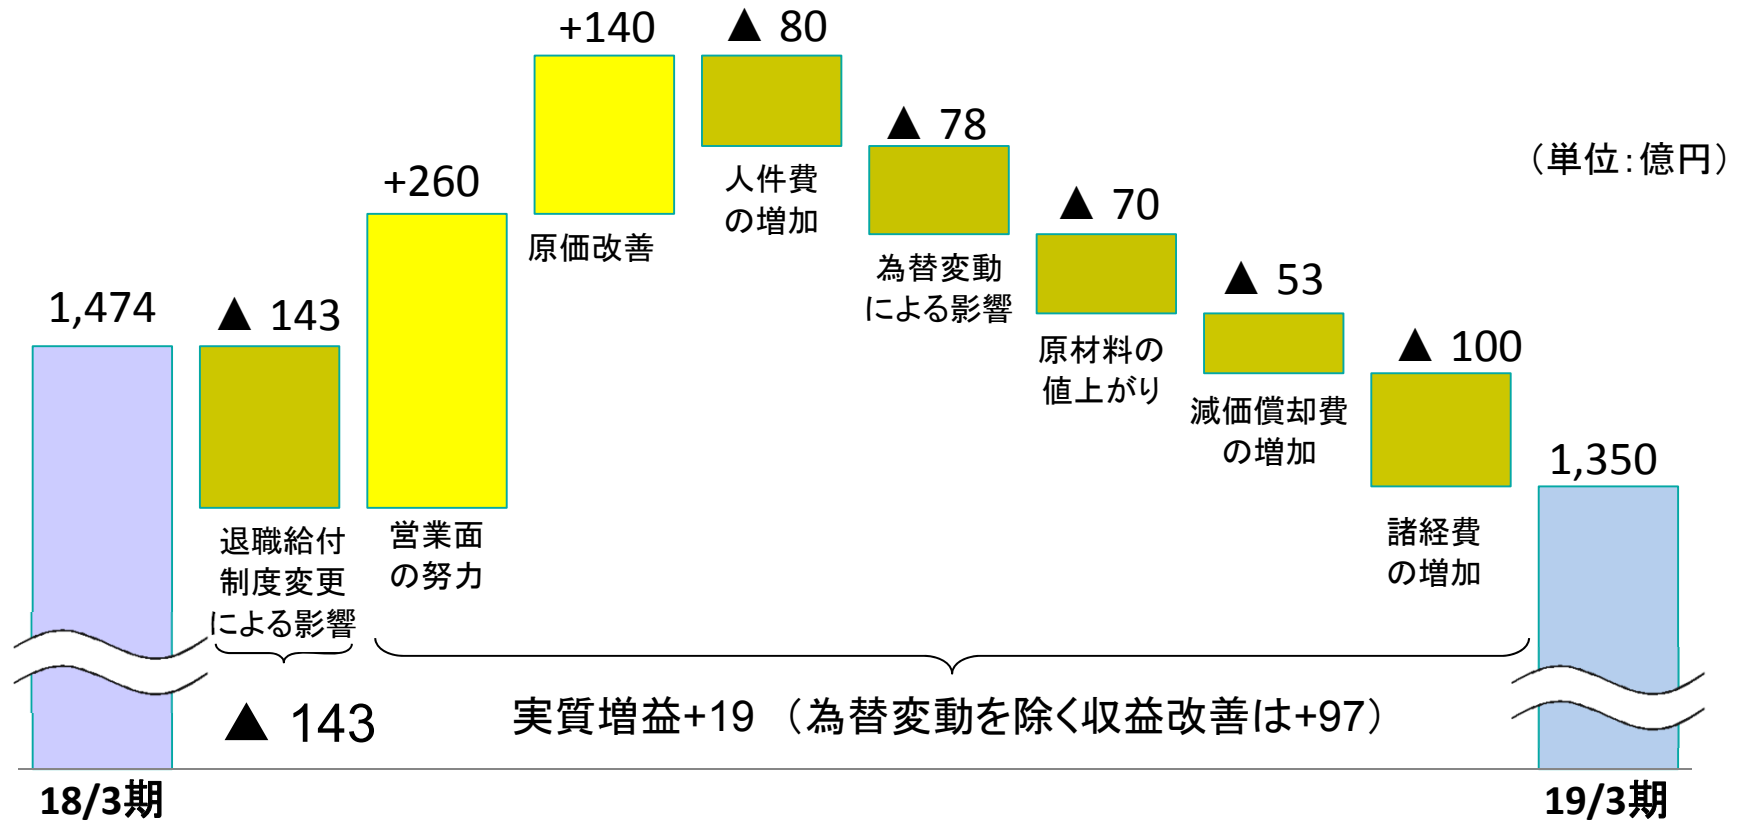 （単位：億円）
1,474
▲ 143
退職給付
制度変更
による影響
+260
営業面
の努力
+140
原価改善
▲ 80
人件費
の増加
▲ 78
為替変動
による影響
▲ 70
原材料の
値上がり
▲ 53
減価償却費
の増加
▲ 100
諸経費
の増加
1,350
▲ 143
実質増益+19 （為替変動を除く収益改善は+97）
18/3期
19/3期